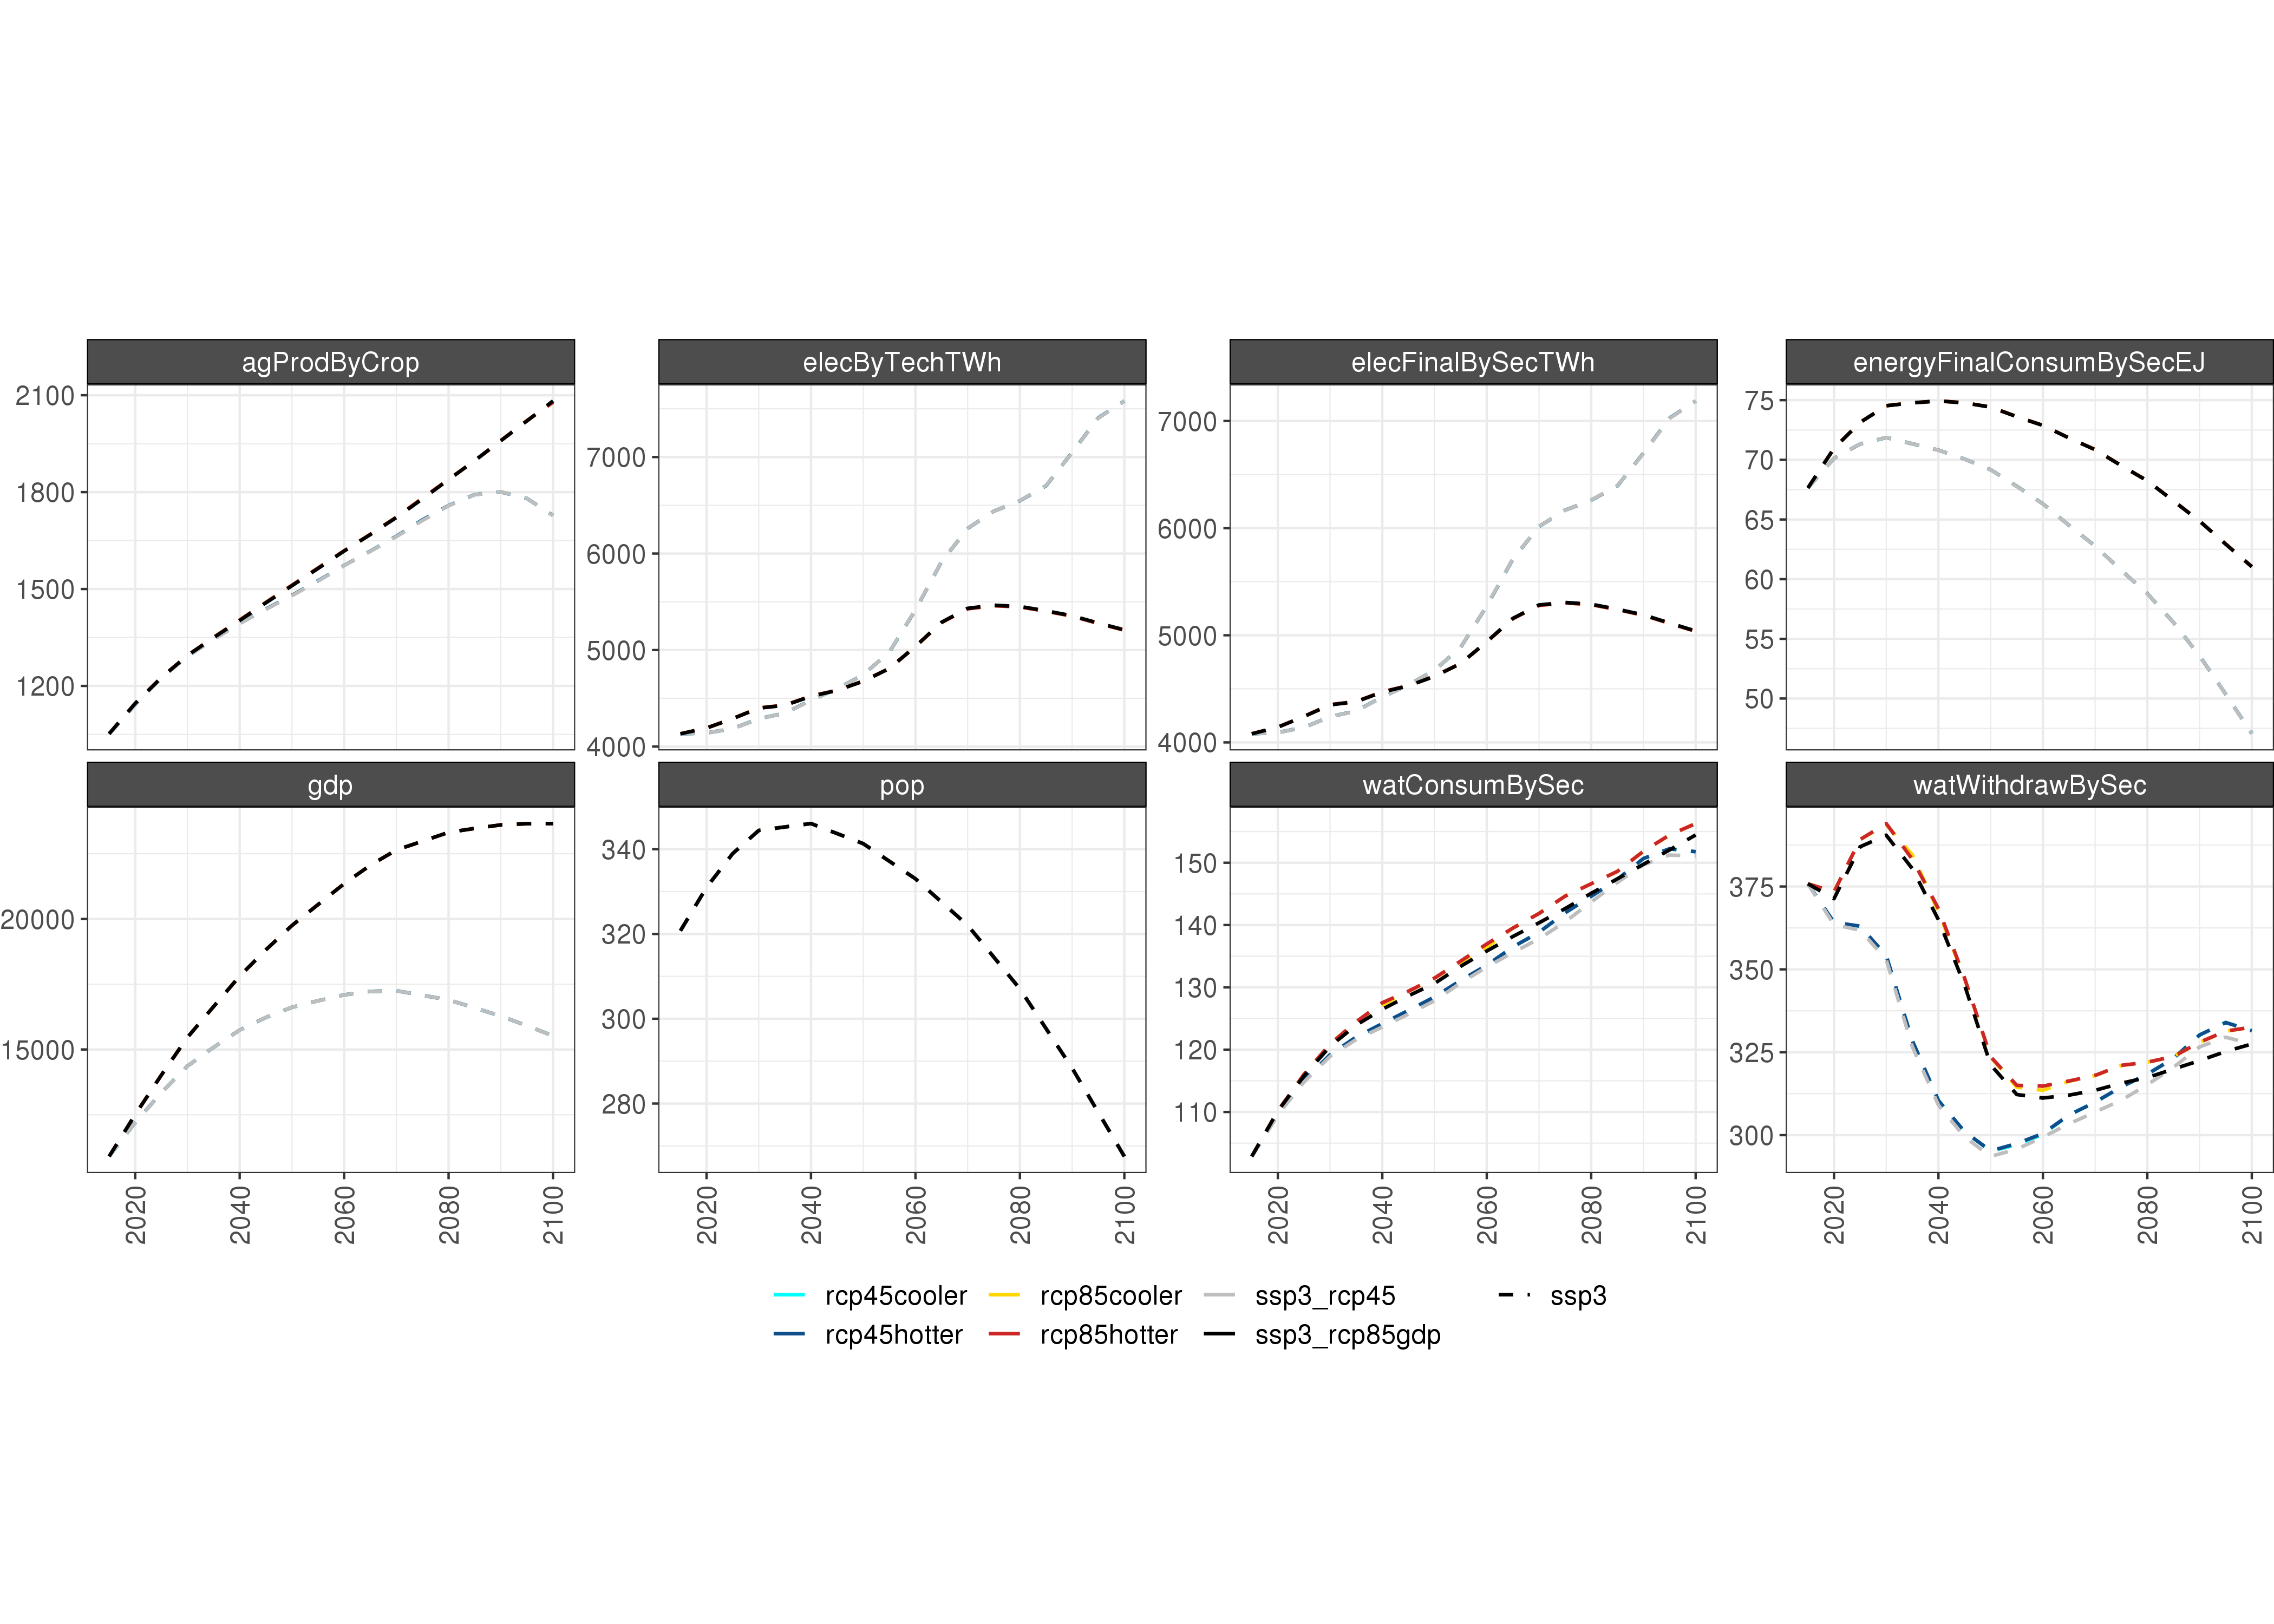 agProdByCrop
elecByTechTWh
elecFinalBySecTWh
energyFinalConsumBySecEJ
2100
1800
1500
1200
7000
6000
5000
4000
7000
6000
5000
4000
75
70
65
60
55
50
gdp
pop
watConsumBySec
watWithdrawBySec
20000
15000
340
320
300
280
150
140
130
120
110
375
350
325
300
2020 2040 2060 2080 2100
2020 2040 2060 2080 2100
2020 2040 2060 2080 2100
2020 2040 2060 2080 2100
rcp45cooler rcp85cooler ssp3_rcp45 ssp3
rcp45hotter rcp85hotter ssp3_rcp85gdp